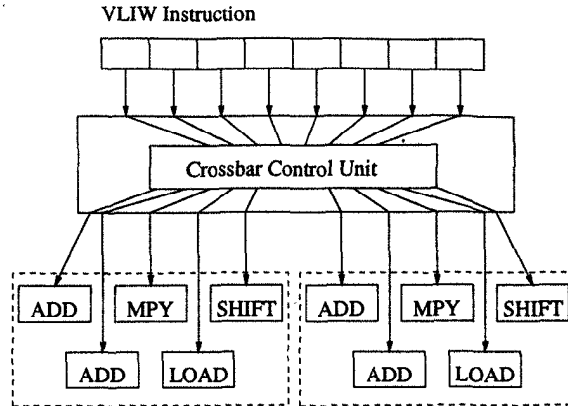 VLIW Instruction
Crossbar Control Unit
ADD MPY SHIFT ADD MPY SHIFT
ADD LOAD ADD LOAD